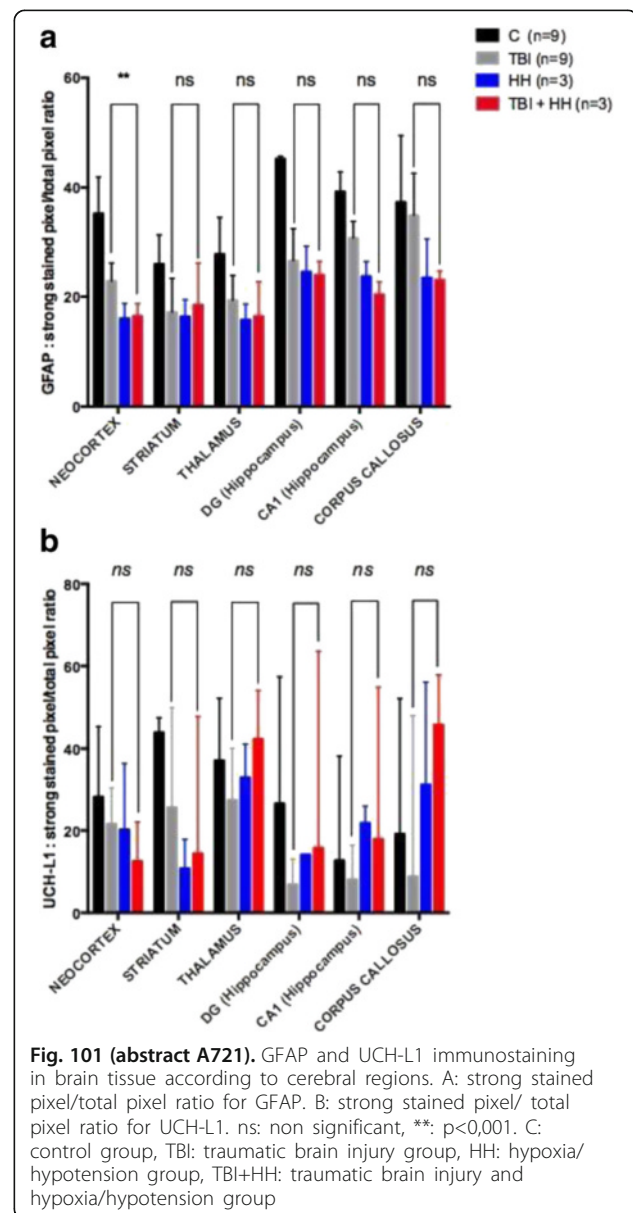 a
C (n=9)
TBI (n=9)
HH (n=3)
TBI + HH (n=3)
** ns ns ns ns ns
GFAP : strong stained pixel/total pixel ratio
60
40
20
0
NEOCORTEX
STRIATUM
THALAMUS
DG (Hippocampus)
CA1 (Hippocampus)
CORPUS CALLOSUS
b
ns ns ns ns ns ns
UCH-L1 : strong stained pixel/total pixel ratio
80
60
40
20
0
NEOCORTEX
STRIATUM
THALAMUS
DG (Hippocampus)
CA1 (Hippocampus)
CORPUS CALLOSUS
Fig. 101 (abstract A721). GFAP and UCH-L1 immunostaining
in brain tissue according to cerebral regions. A: strong stained
pixel/total pixel ratio for GFAP. B: strong stained pixel/ total
pixel ratio for UCH-L1. ns: non significant, **: p<0,001. C:
control group, TBI: traumatic brain injury group, HH: hypoxia/
hypotension group, TBI+HH: traumatic brain injury and
hypoxia/hypotension group